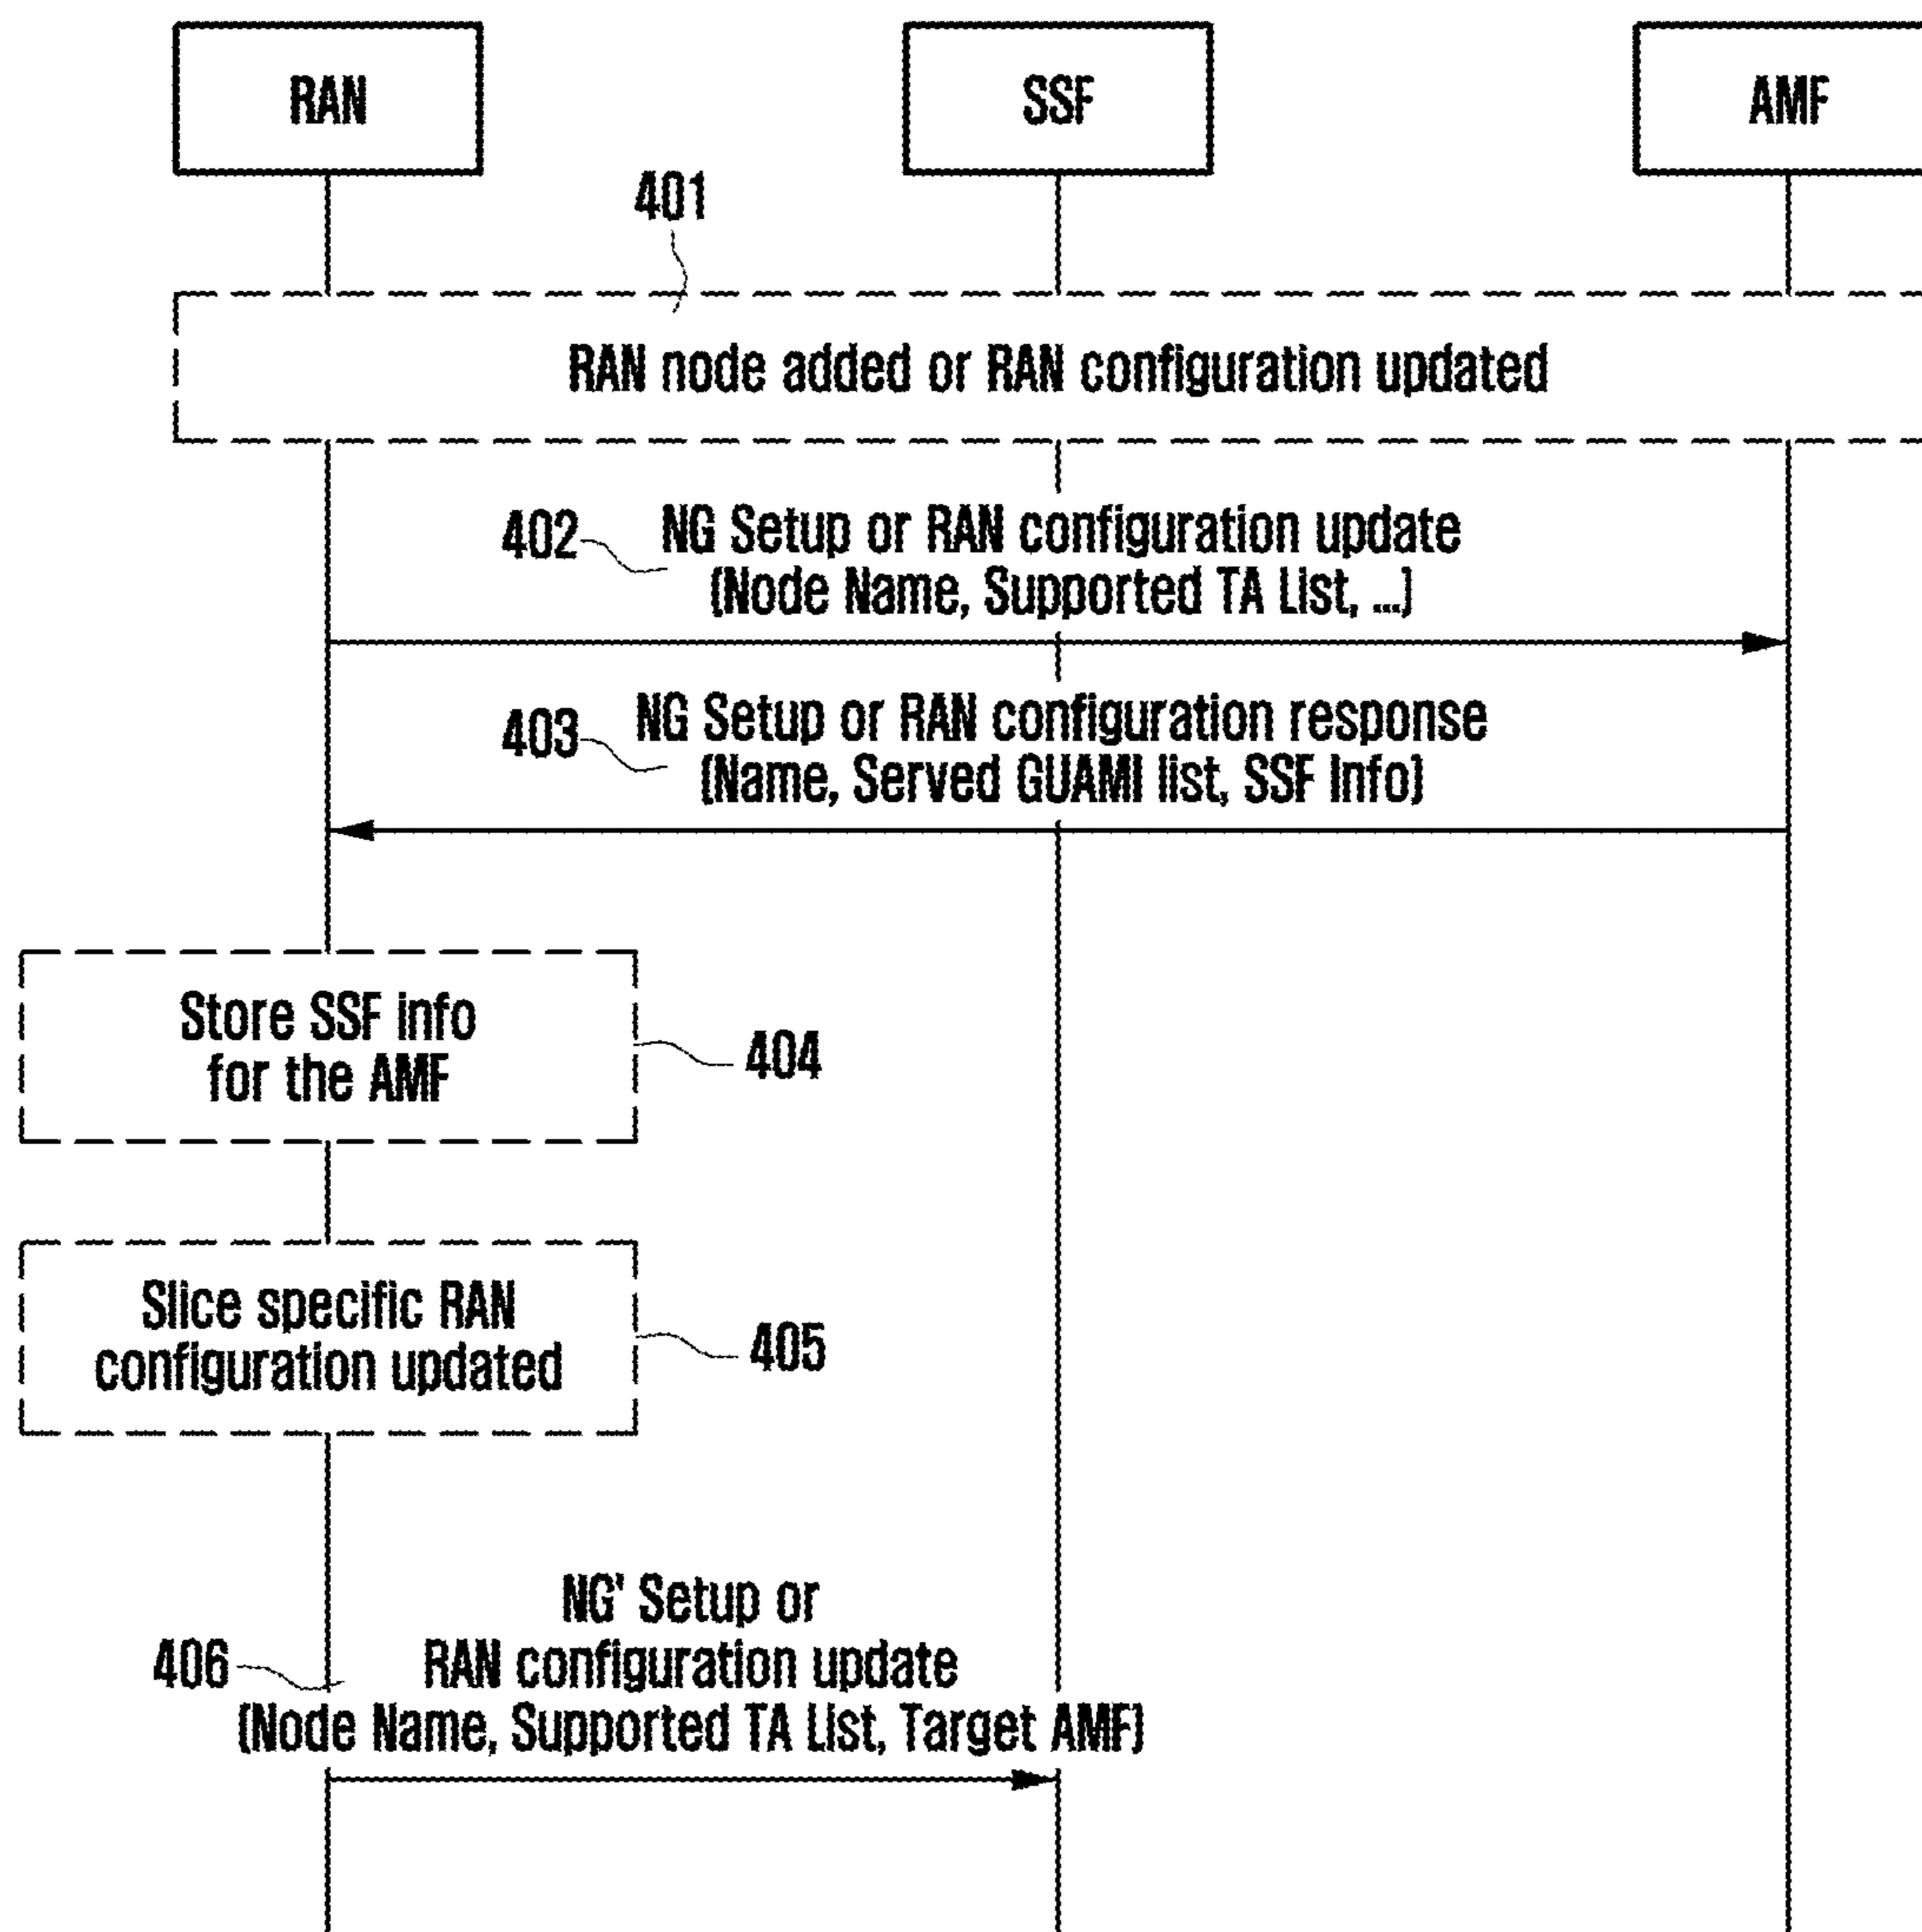 RAN
SSF
AMF
401
RAN node added or RAN configuration updated
402
NG Setup or RAN configuration update
(Node Name, Supported TA List, ...)
403
NG Setup or RAN configuration response
(Name, Served GUAMI list, SSF Info)
Store SSF info
for the AMF
404
Slice specific RAN
configuration updated
405
NG' Setup or
406
RAN configuration update
(Node Name, Supported TA List, Target AMF)